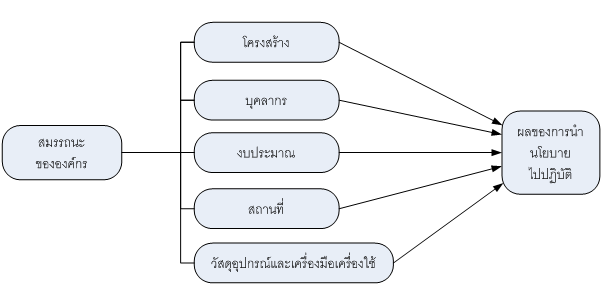 สมรรถนะ
ขององค์กร
โครงสร้าง
บุคลากร
งบประมาณ
สถานที่
วัสดุอุปกรณ์และเครื่องมือเครื่องใช้
ผลของการนำ
นโยบาย
ไปปฏิบัติ